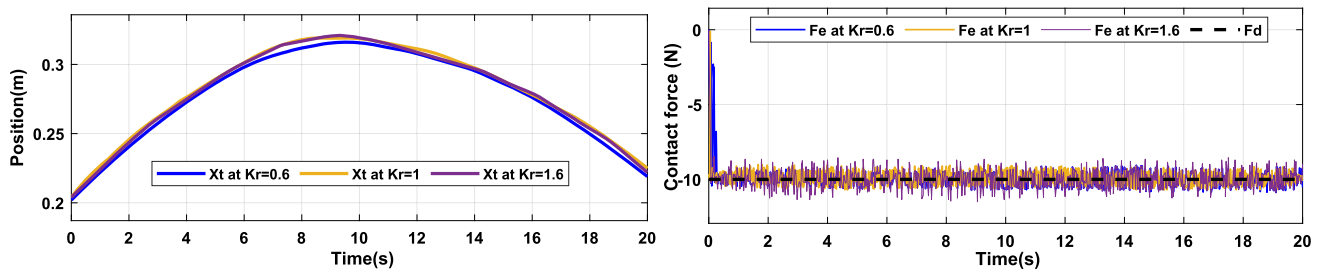 Position(m)
0.3
0.25
0.2
Xt at Kr=0.6 Xt at Kr=1 Xt at Kr=1.6
0 2 4 6 8 10 12 14 16 18 20
Time(s)
Contact force (N)
0
-5
-10
Fe at Kr=0.6 Fe at Kr=1 Fe at Kr=1.6 Fd
0 2 4 6 8 10 12 14 16 18 20
Time(s)